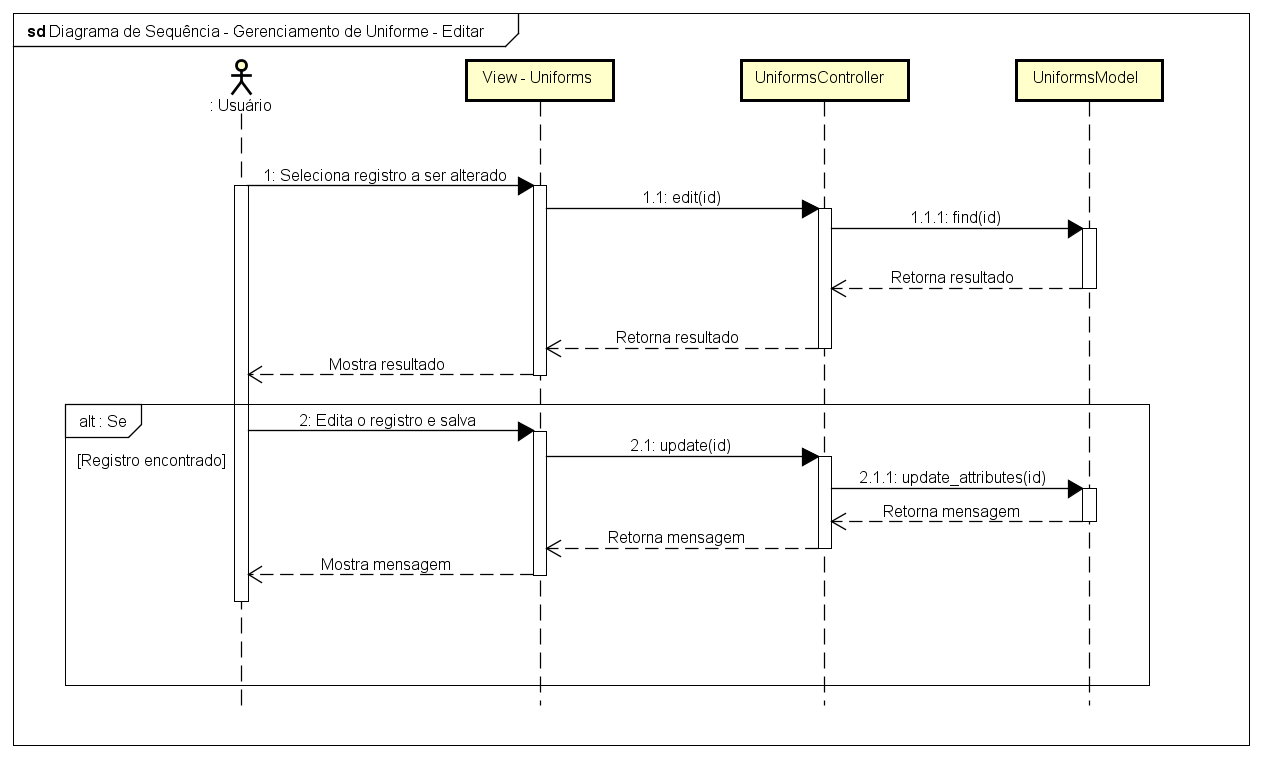 sd Diagrama de Sequência - Gerenciamento de Uniforme - Editar
: Usuário
View - Uniforms
UniformsController
UniformsModel
1: Seleciona registro a ser alterado
1.1: edit(id)
1.1.1: find(id)
Retorna resultado
Retorna resultado
Mostra resultado
alt : Se
[Registro encontrado]
2: Edita o registro e salva
2.1: update(id)
2.1.1: update_attributes(id)
Retorna mensagem
Retorna mensagem
Mostra mensagem